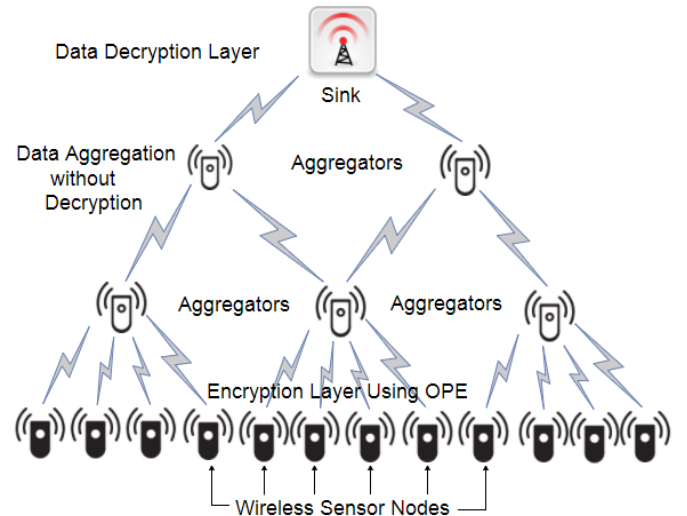 Data Decryption Layer
Sink
Data Aggregation
without
Decryption
Aggregators
Aggregators
Aggregators
Encryption Layer Using OPE
Wireless Sensor Nodes